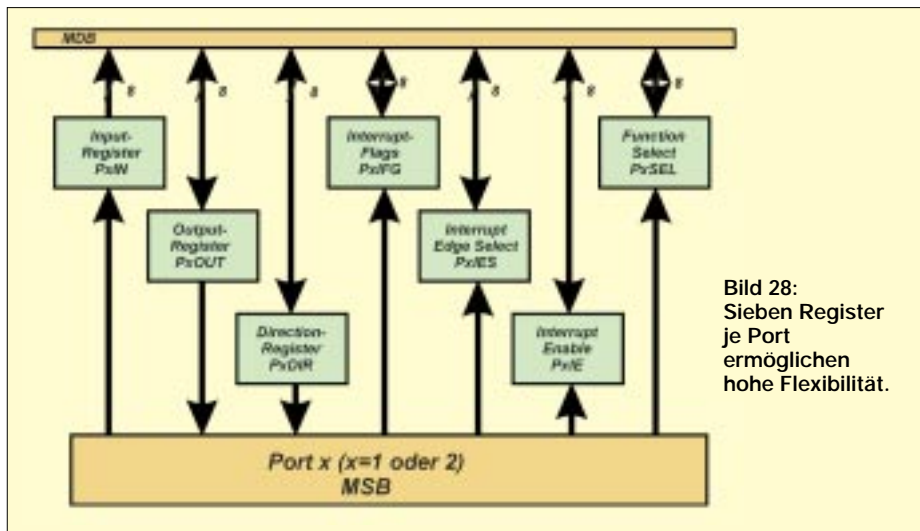 MDB
8
8
8
8
8
8
8
Input-
Register
PxIN
Interrupt-
Flags
PxIFG
Function
Select
PxSEL
Output-
Register
PxOUT
Interrupt
Edge Select
PxIES
Direction-
Register
PxDIR
Interrupt
Enable
PxIE
Bild 28:
Sieben Register
je Port
ermöglichen
hohe Flexibilität.
Port x (x=1 oder 2)
MSB